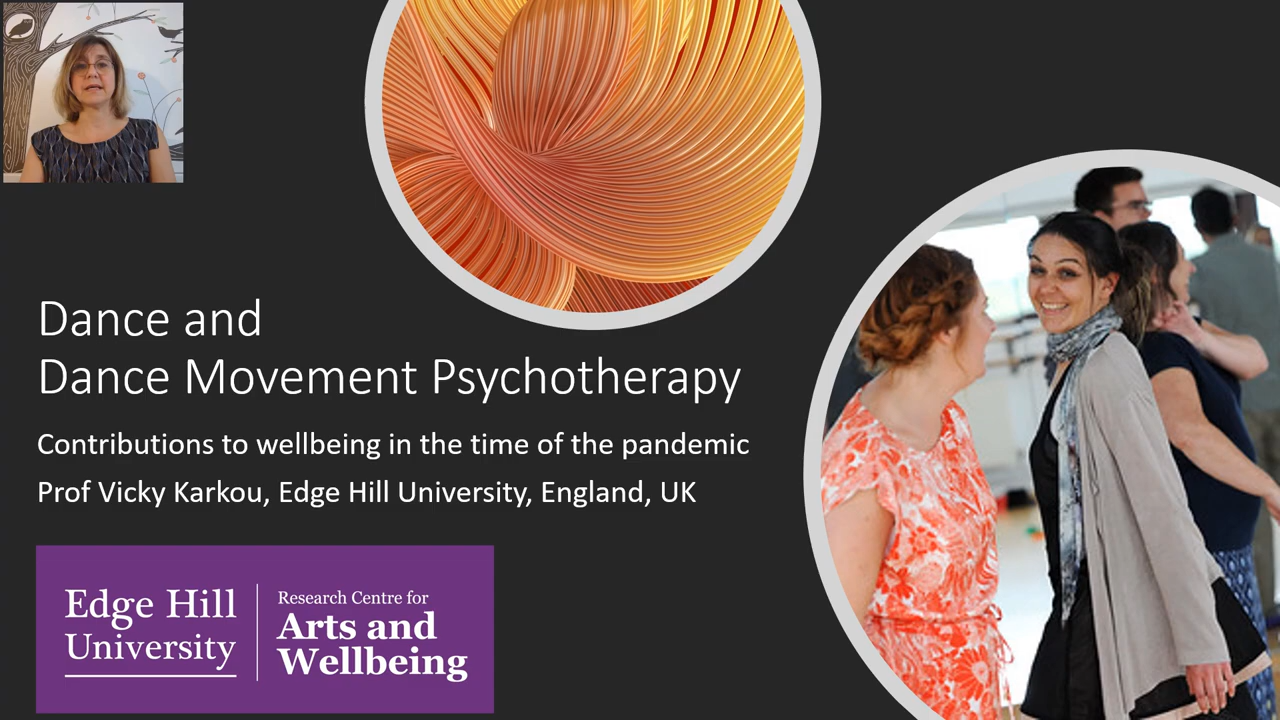 Dance and
Dance Movement Psychotherapy
Contributions to wellbeing in the time of the pandemic
Prof Vicky Karkou, Edge Hill University, England, UK
Edge Hill
University
Research Centre for
Arts and
Wellbeing